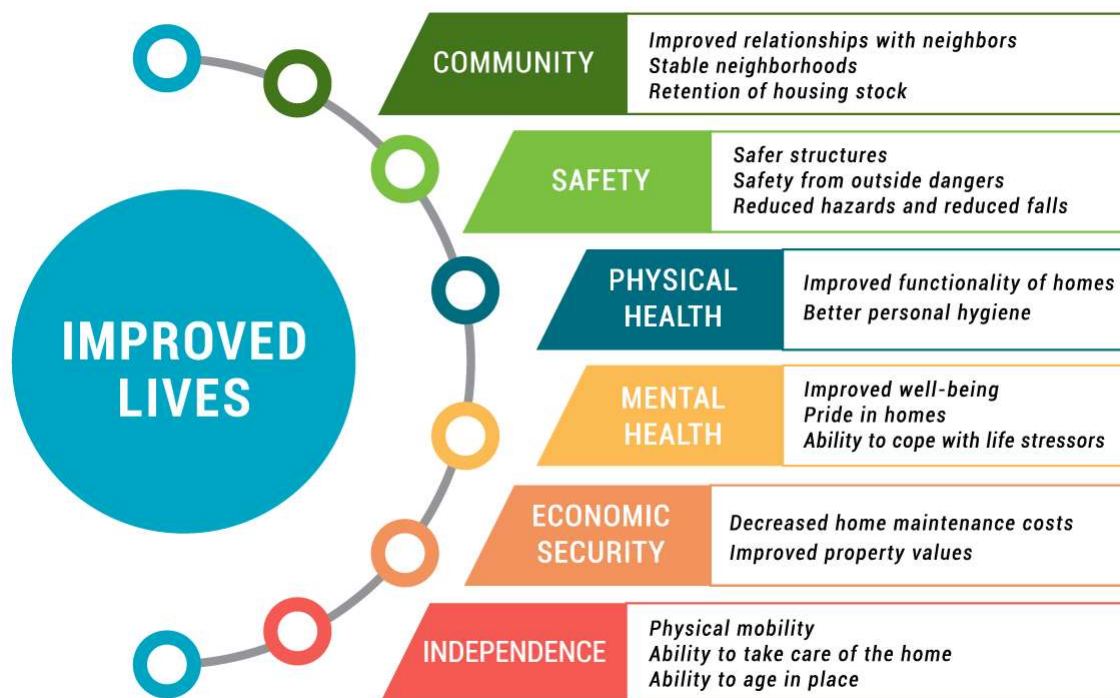 IMPROVED
LIVES
COMMUNITY
Improved relationships with neighbors
Stable neighborhoods
Retention of housing stock
SAFETY
Safer structures
Safety from outside dangers
Reduced hazards and reduced falls
PHYSICAL
HEALTH
Improved functionality of homes
Better personal hygiene
MENTAL
HEALTH
Improved well-being
Pride in homes
Ability to cope with life stressors
ECONOMIC
SECURITY
Decreased home maintenance costs
Improved property values
INDEPENDENCE
Physical mobility
Ability to take care of the home
Ability to age in place